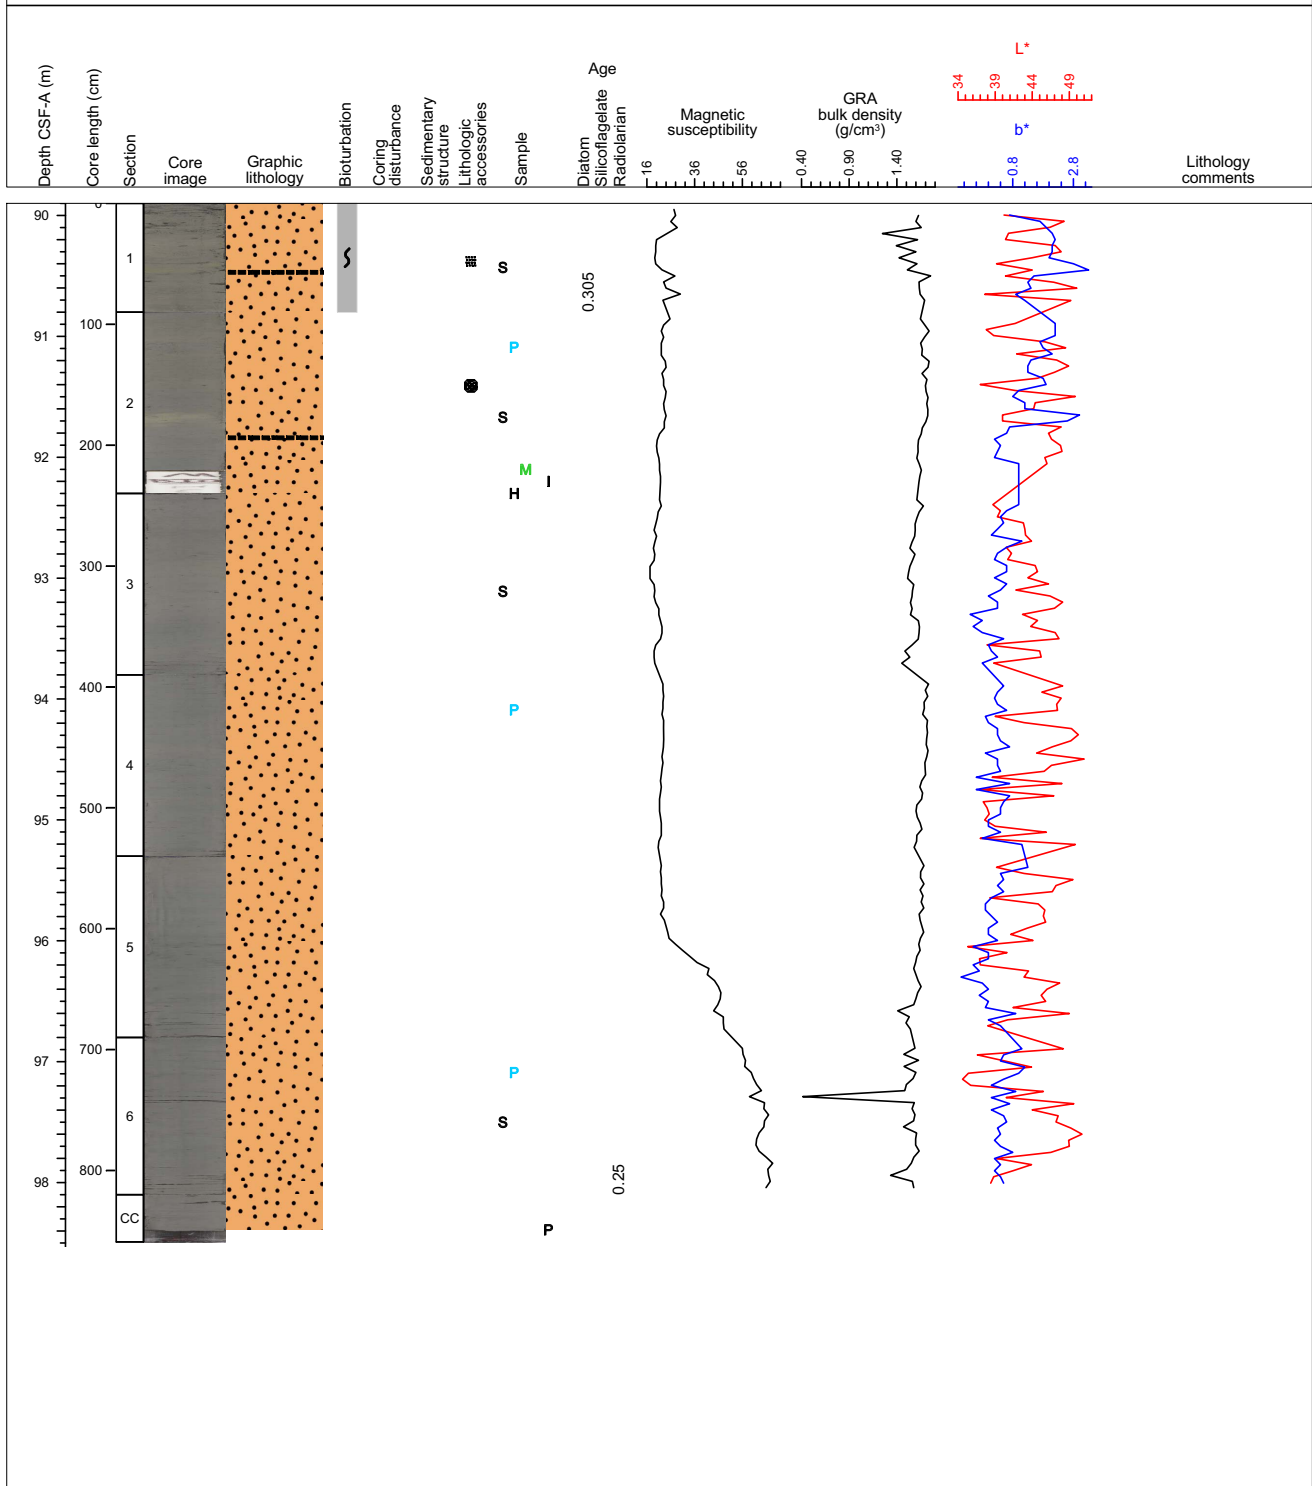 Depth CSF-A (m)
Core length (cm)
Section
Core
image
Graphic
lithology
Bioturbation
Coring
disturbance
Sedimentary
structure
Lithologic
accessories
Sample
Age
Diatom
Silicoflagelate
Radiolarian
Magnetic
susceptibility
16 36 56
GRA
bulk density
(g/cm³)
0.40 0.90 1.40
L*
34 39 44 49
b*
0.8 2.8
Lithology
comments
90 0
1
S
0.305
91 100
P
2
S
92 200
M
I
H
93 300
3
S
94 400
P
4
95 500
96 600
5
97 700
P
6
S
98 800
0.25
CC
P